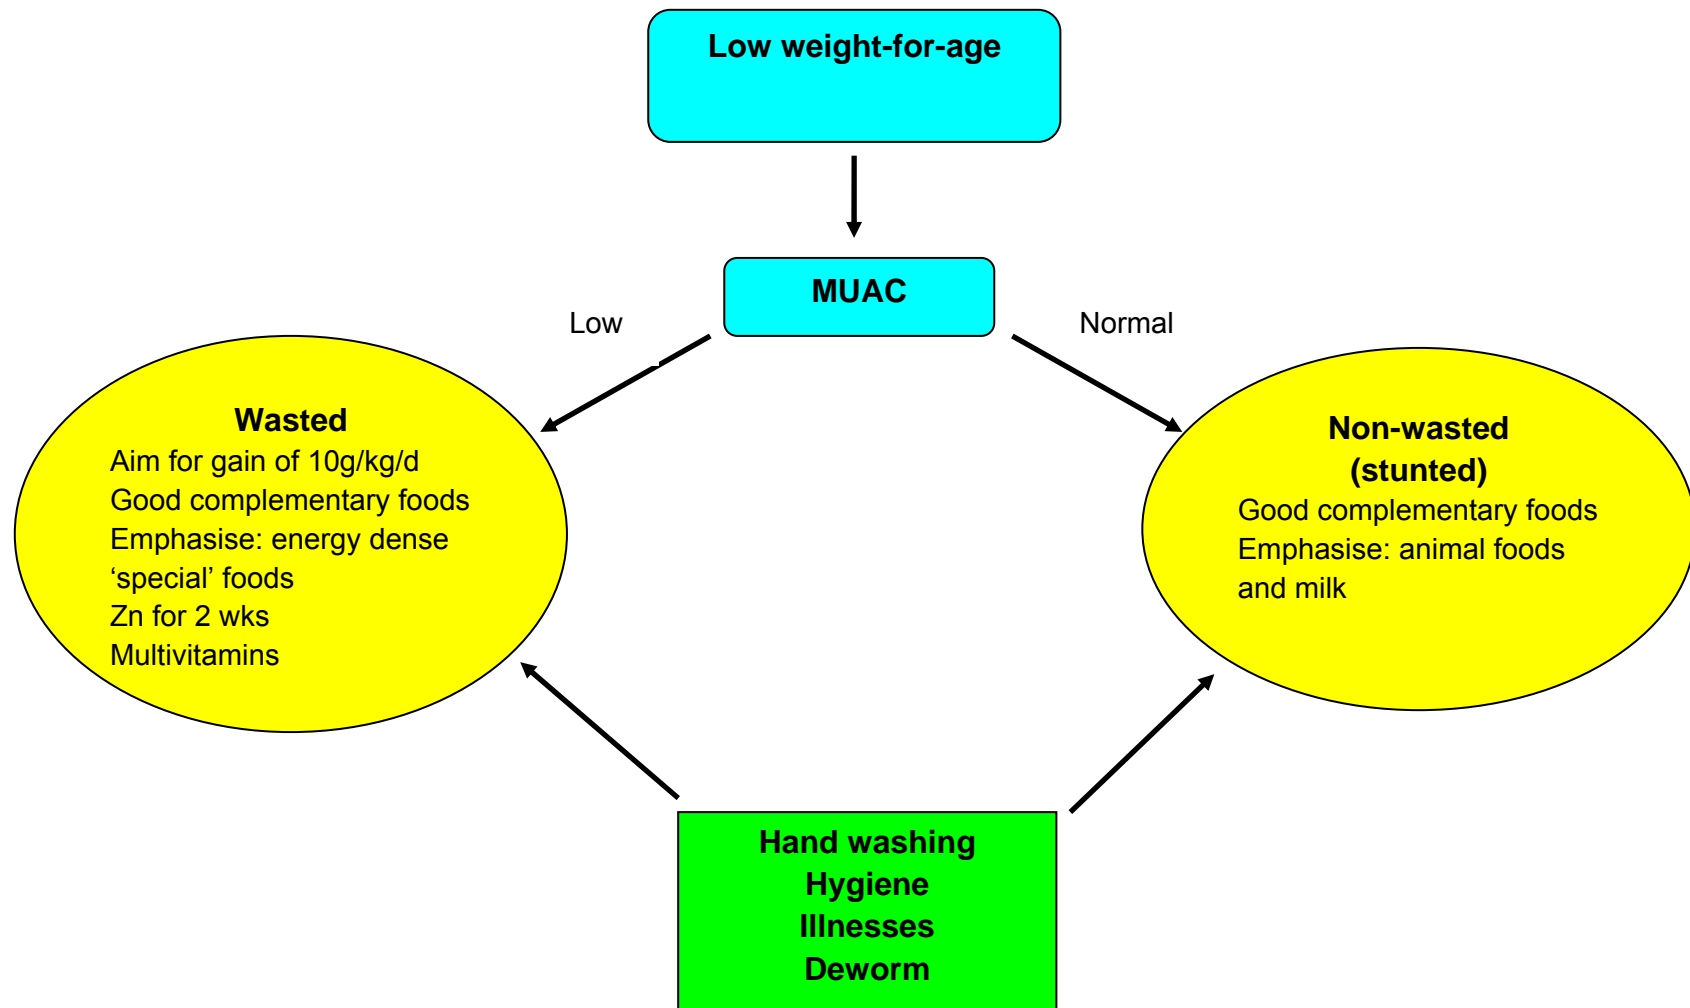 Low weight-for-age
MUAC
Low
Normal
Wasted
Aim for gain of 10g/kg/d
Good complementary foods
Emphasise: energy dense
‘special’ foods
Zn for 2 wks
Multivitamins
Non-wasted
(stunted)
Good complementary foods
Emphasise: animal foods
and milk
Hand washing
Hygiene
Illnesses
Deworm